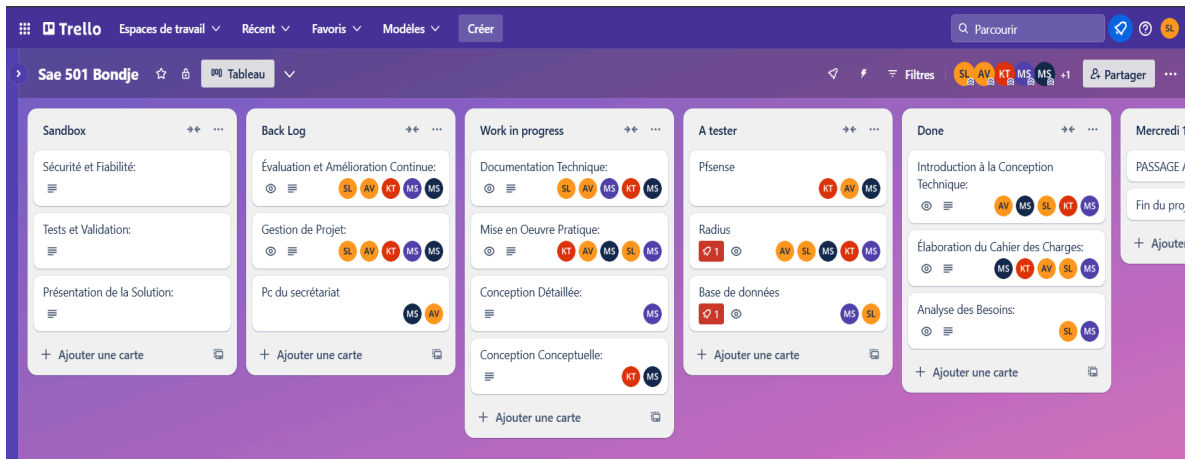 Trello Espaces de travail Récent Favoris Modèles Créer Parcourir SL
Sae 501 Bondje Tableau Filtres SL AV KT MS MS +1 Partager
Sandbox
Sécurité et Fiabilité:
Tests et Validation:
Présentation de la Solution:
+ Ajouter une carte
Back Log
Évaluation et Amélioration Continue:
SL AV KT MS MS
Gestion de Projet:
SL AV KT MS MS
Pc du secrétariat
MS AV
+ Ajouter une carte
Work in progress
Documentation Technique:
SL AV MS KT MS
Mise en Oeuvre Pratique:
KT AV MS SL MS
Conception Détaillée:
MS
Conception Conceptuelle:
KT MS
+ Ajouter une carte
A tester
Pfsense
KT AV MS
Radius
1 AV SL MS KT MS
Base de données
1 MS SL
+ Ajouter une carte
Done
Introduction à la Conception
Technique:
AV MS SL KT MS
Élaboration du Cahier des Charges:
MS KT AV SL MS
Analyse des Besoins:
SL MS
+ Ajouter une carte
Mercredi 1
PASSAGE A
Fin du proj
+ Ajouter